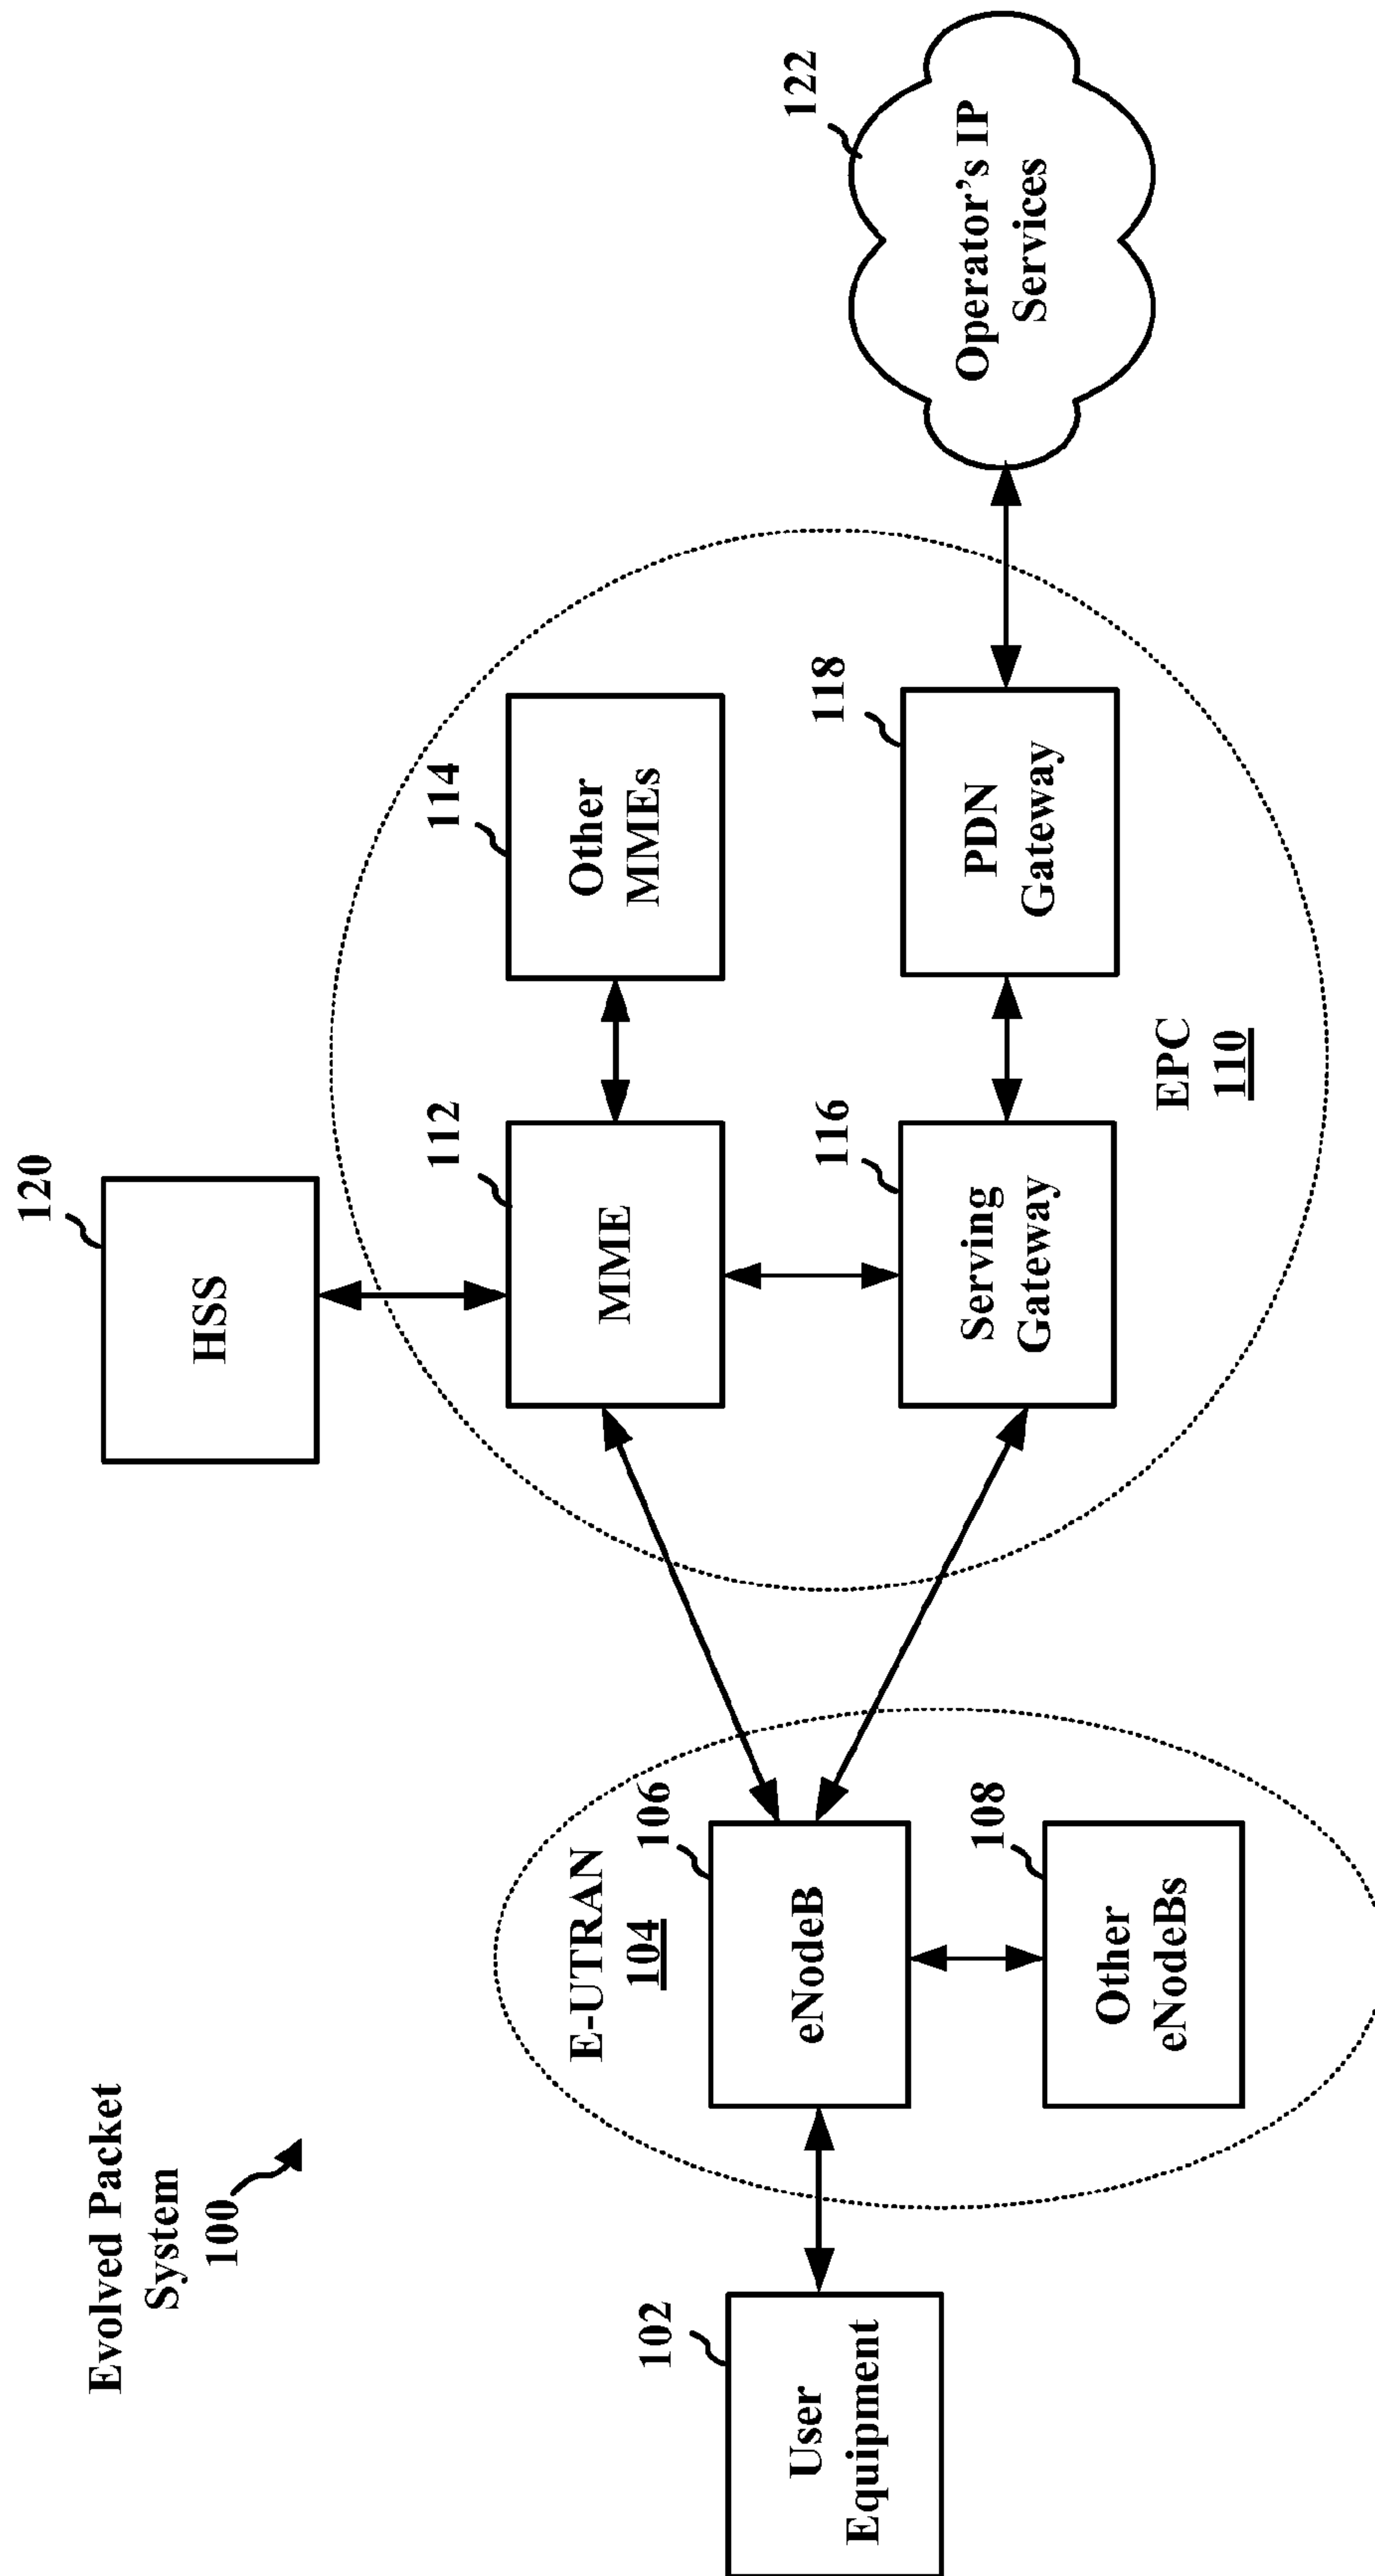 Evolved Packet
System
100
120
HSS
102
User
Equipment
E-UTRAN
104
106
eNodeB
108
Other
eNodeBs
112
MME
114
Other
MMEs
116
Serving
Gateway
118
PDN
Gateway
EPC
110
122
Operator’s IP
Services